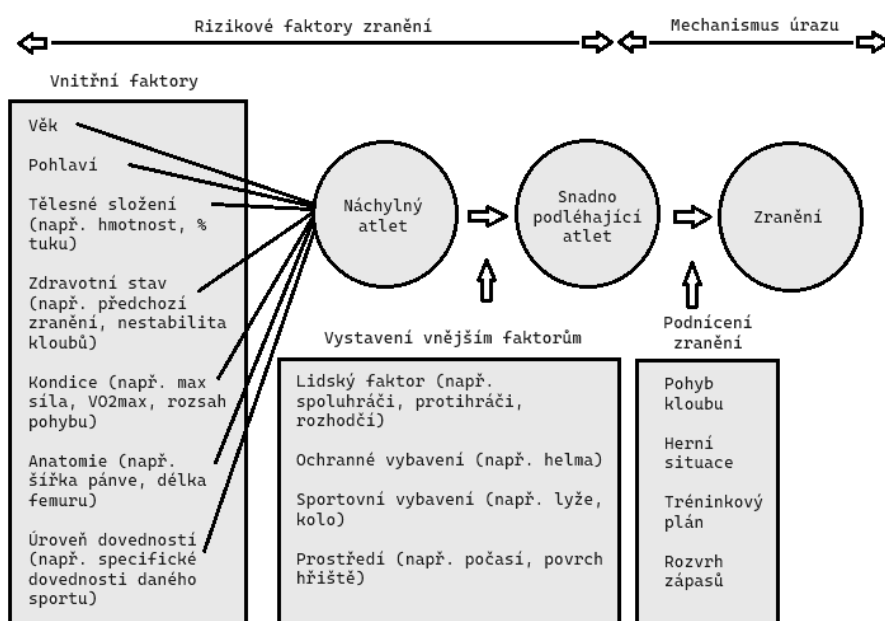 Rizikové faktory zranění
Mechanismus úrazu
Vnitřní faktory
Věk
Pohlaví
Tělesné složení
(např. hmotnost, %
tuku)
Zdravotní stav
(např. předchozí
zranění, nestabilita
kloubů)
Kondice (např. max
síla, VO2max, rozsah
pohybu)
Anatomie (např.
šířka pánve, délka
femuru)
Úroveň dovedností
(např. specifické
dovednosti daného
sportu)
Náchylný
atlet
Snadno
podléhající
atlet
Zranění
Vystavení vnějším faktorům
Lidský faktor (např.
spoluhráči, protihráči,
rozhodčí)
Ochranné vybavení (např. helma)
Sportovní vybavení (např. lyže,
kolo)
Prostředí (např. počasí, povrch
hřiště)
Podnícení
zranění
Pohyb
kloubu
Herní
situace
Tréninkový
plán
Rozvrh
zápasů